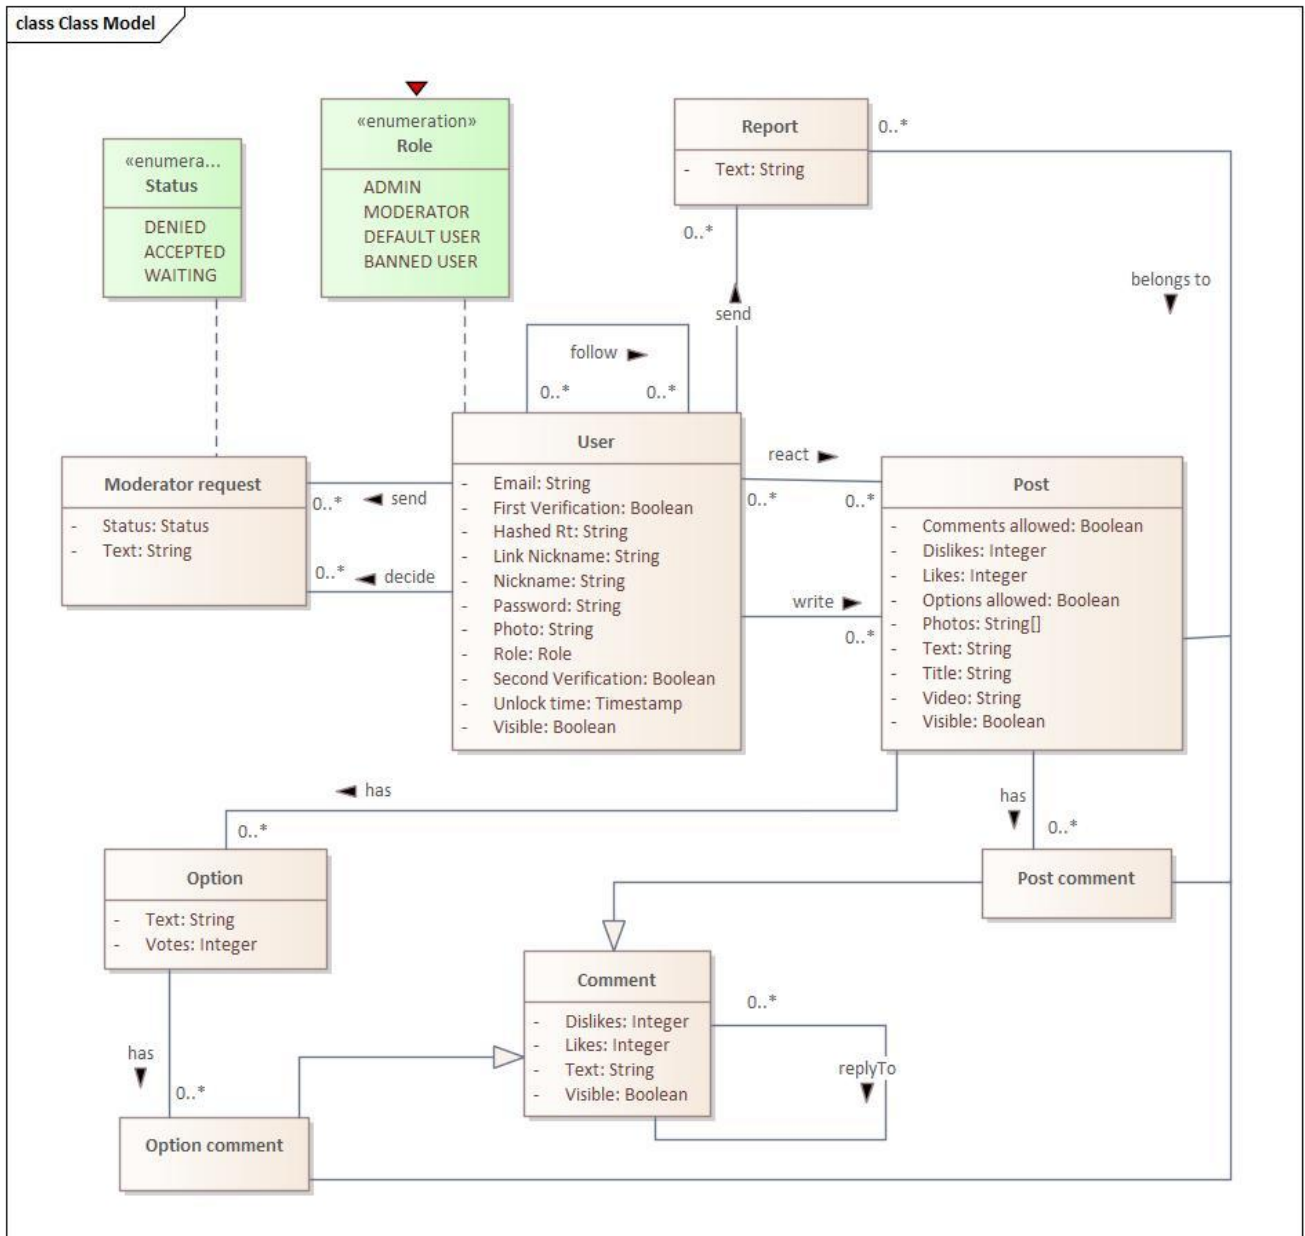 class Class Model
«enumera...
Status
DENIED
ACCEPTED
WAITING
«enumeration»
Role
ADMIN
MODERATOR
DEFAULT USER
BANNED USER
Report
- Text: String
0..*
0..*
belongs to
send
follow
0..*
0..*
Moderator request
- Status: Status
- Text: String
0..*
send
0..*
decide
User
- Email: String
- First Verification: Boolean
- Hashed Rt: String
- Link Nickname: String
- Nickname: String
- Password: String
- Photo: String
- Role: Role
- Second Verification: Boolean
- Unlock time: Timestamp
- Visible: Boolean
react
0..*
0..*
write
0..*
Post
- Comments allowed: Boolean
- Dislikes: Integer
- Likes: Integer
- Options allowed: Boolean
- Photos: String[]
- Text: String
- Title: String
- Video: String
- Visible: Boolean
has
0..*
has
0..*
Option
- Text: String
- Votes: Integer
Post comment
Comment
- Dislikes: Integer
- Likes: Integer
- Text: String
- Visible: Boolean
0..*
replyTo
has
0..*
Option comment